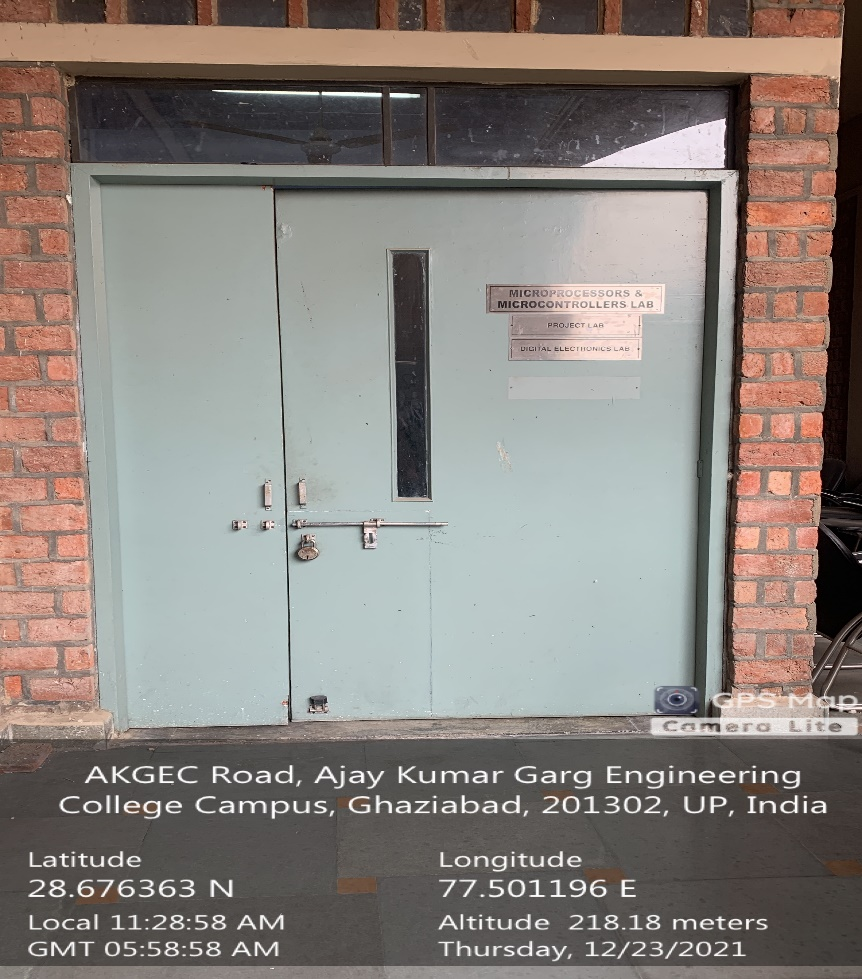 MICROPROCESSORS &
MICROCONTROLLERS LAB
PROJECT LAB
DIGITAL ELECTRONICS LAB
GPS Map
Camera Lite
AKGEC Road, Ajay Kumar Garg Engineering
College Campus, Ghaziabad, 201302, UP, India
Latitude
28.676363 N
Longitude
77.501196 E
Local 11:28:58 AM
GMT 05:58:58 AM
Altitude 218.18 meters
Thursday, 12/23/2021